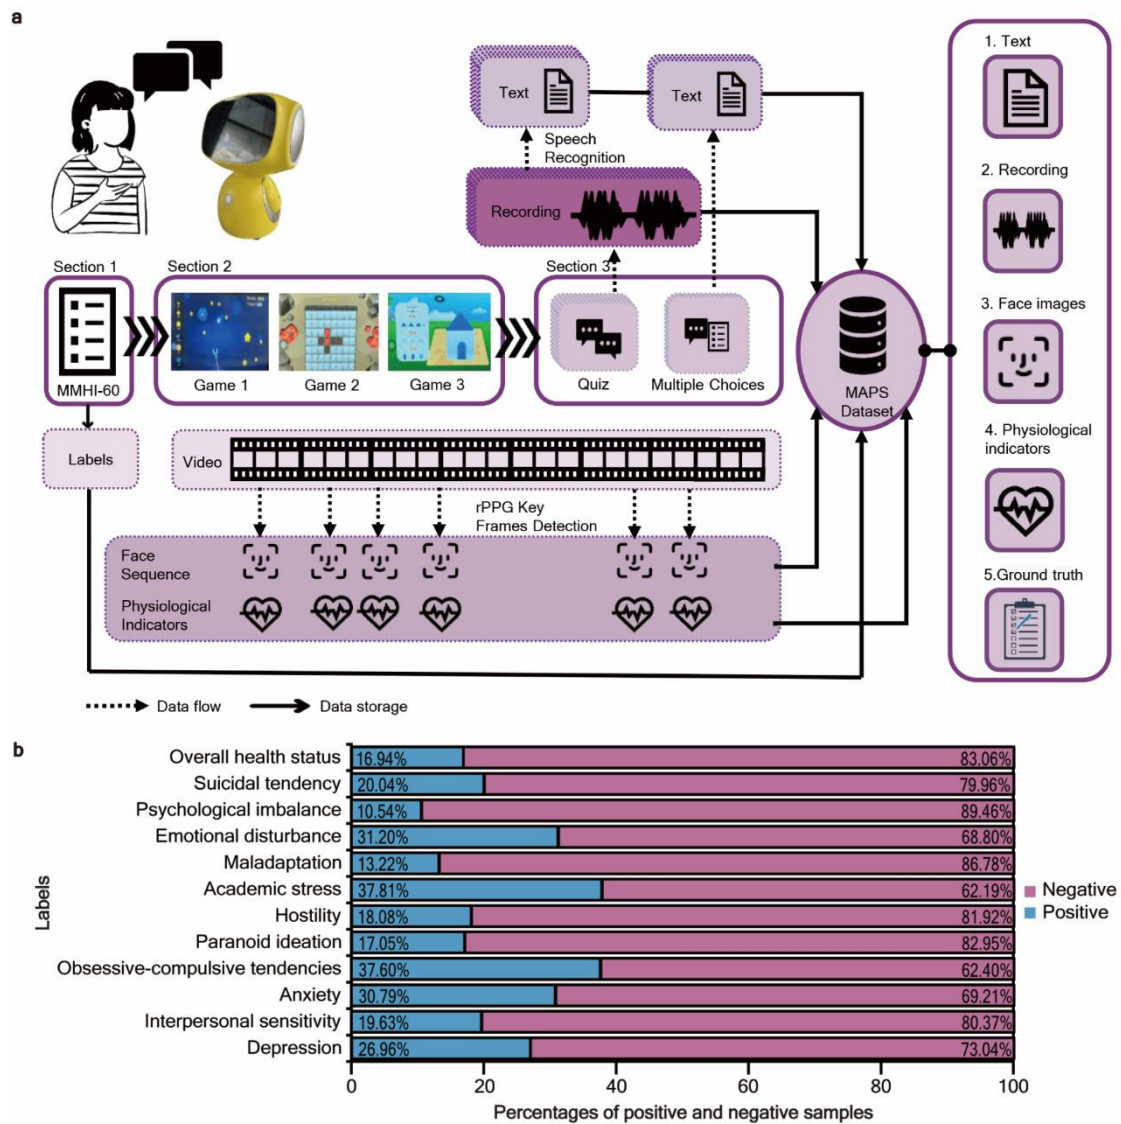 a
Text
Text
Speech
Recognition
Recording
Section 1
MMHI-60
Section 2
Game 1
Game 2
Game 3
Section 3
Quiz
Multiple Choices
MAPS
Dataset
Labels
Video
rPPG Key
Frames Detection
Face
Sequence
Physiological
Indicators
Data flow
Data storage
1. Text
2. Recording
3. Face images
4. Physiological
indicators
5.Ground truth
b
Labels
Overall health status 16.94% 83.06%
Suicidal tendency 20.04% 79.96%
Psychological imbalance 10.54% 89.46%
Emotional disturbance 31.20% 68.80%
Maladaptation 13.22% 86.78%
Academic stress 37.81% 62.19%
Hostility 18.08% 81.92%
Paranoid ideation 17.05% 82.95%
Obsessive-compulsive tendencies 37.60% 62.40%
Anxiety 30.79% 69.21%
Interpersonal sensitivity 19.63% 80.37%
Depression 26.96% 73.04%
Negative
Positive
0 20 40 60 80 100
Percentages of positive and negative samples